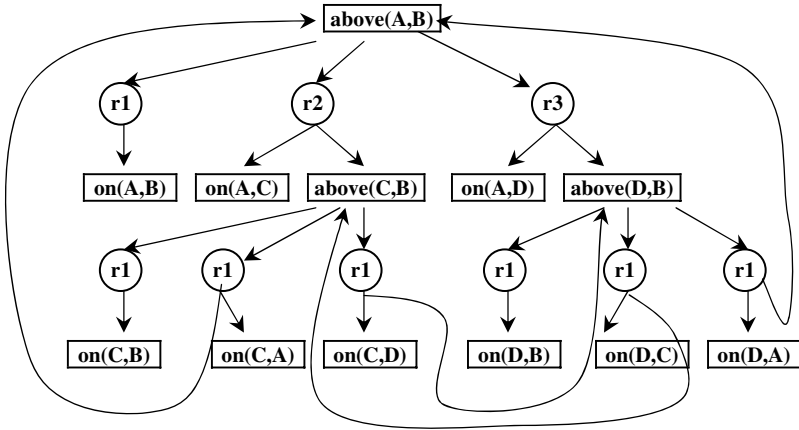 above(A,B)
r1 r2 r3
on(A,B) on(A,C) above(C,B) on(A,D) above(D,B)
r1 r1 r1 r1 r1 r1
on(C,B) on(C,A) on(C,D) on(D,B) on(D,C) on(D,A)